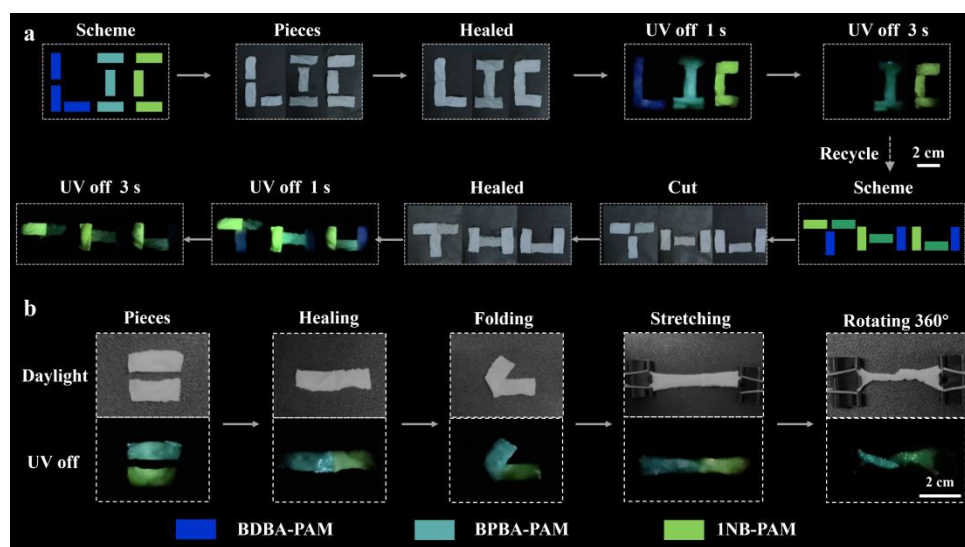 a
Scheme Pieces Healed UV off 1 s UV off 3 s
Recycle 2 cm
UV off 3 s UV off 1 s Healed Cut Scheme
b
Pieces Healing Folding Stretching Rotating 360°
Daylight
UV off
2 cm
BDBA-PAM BPBA-PAM 1NB-PAM